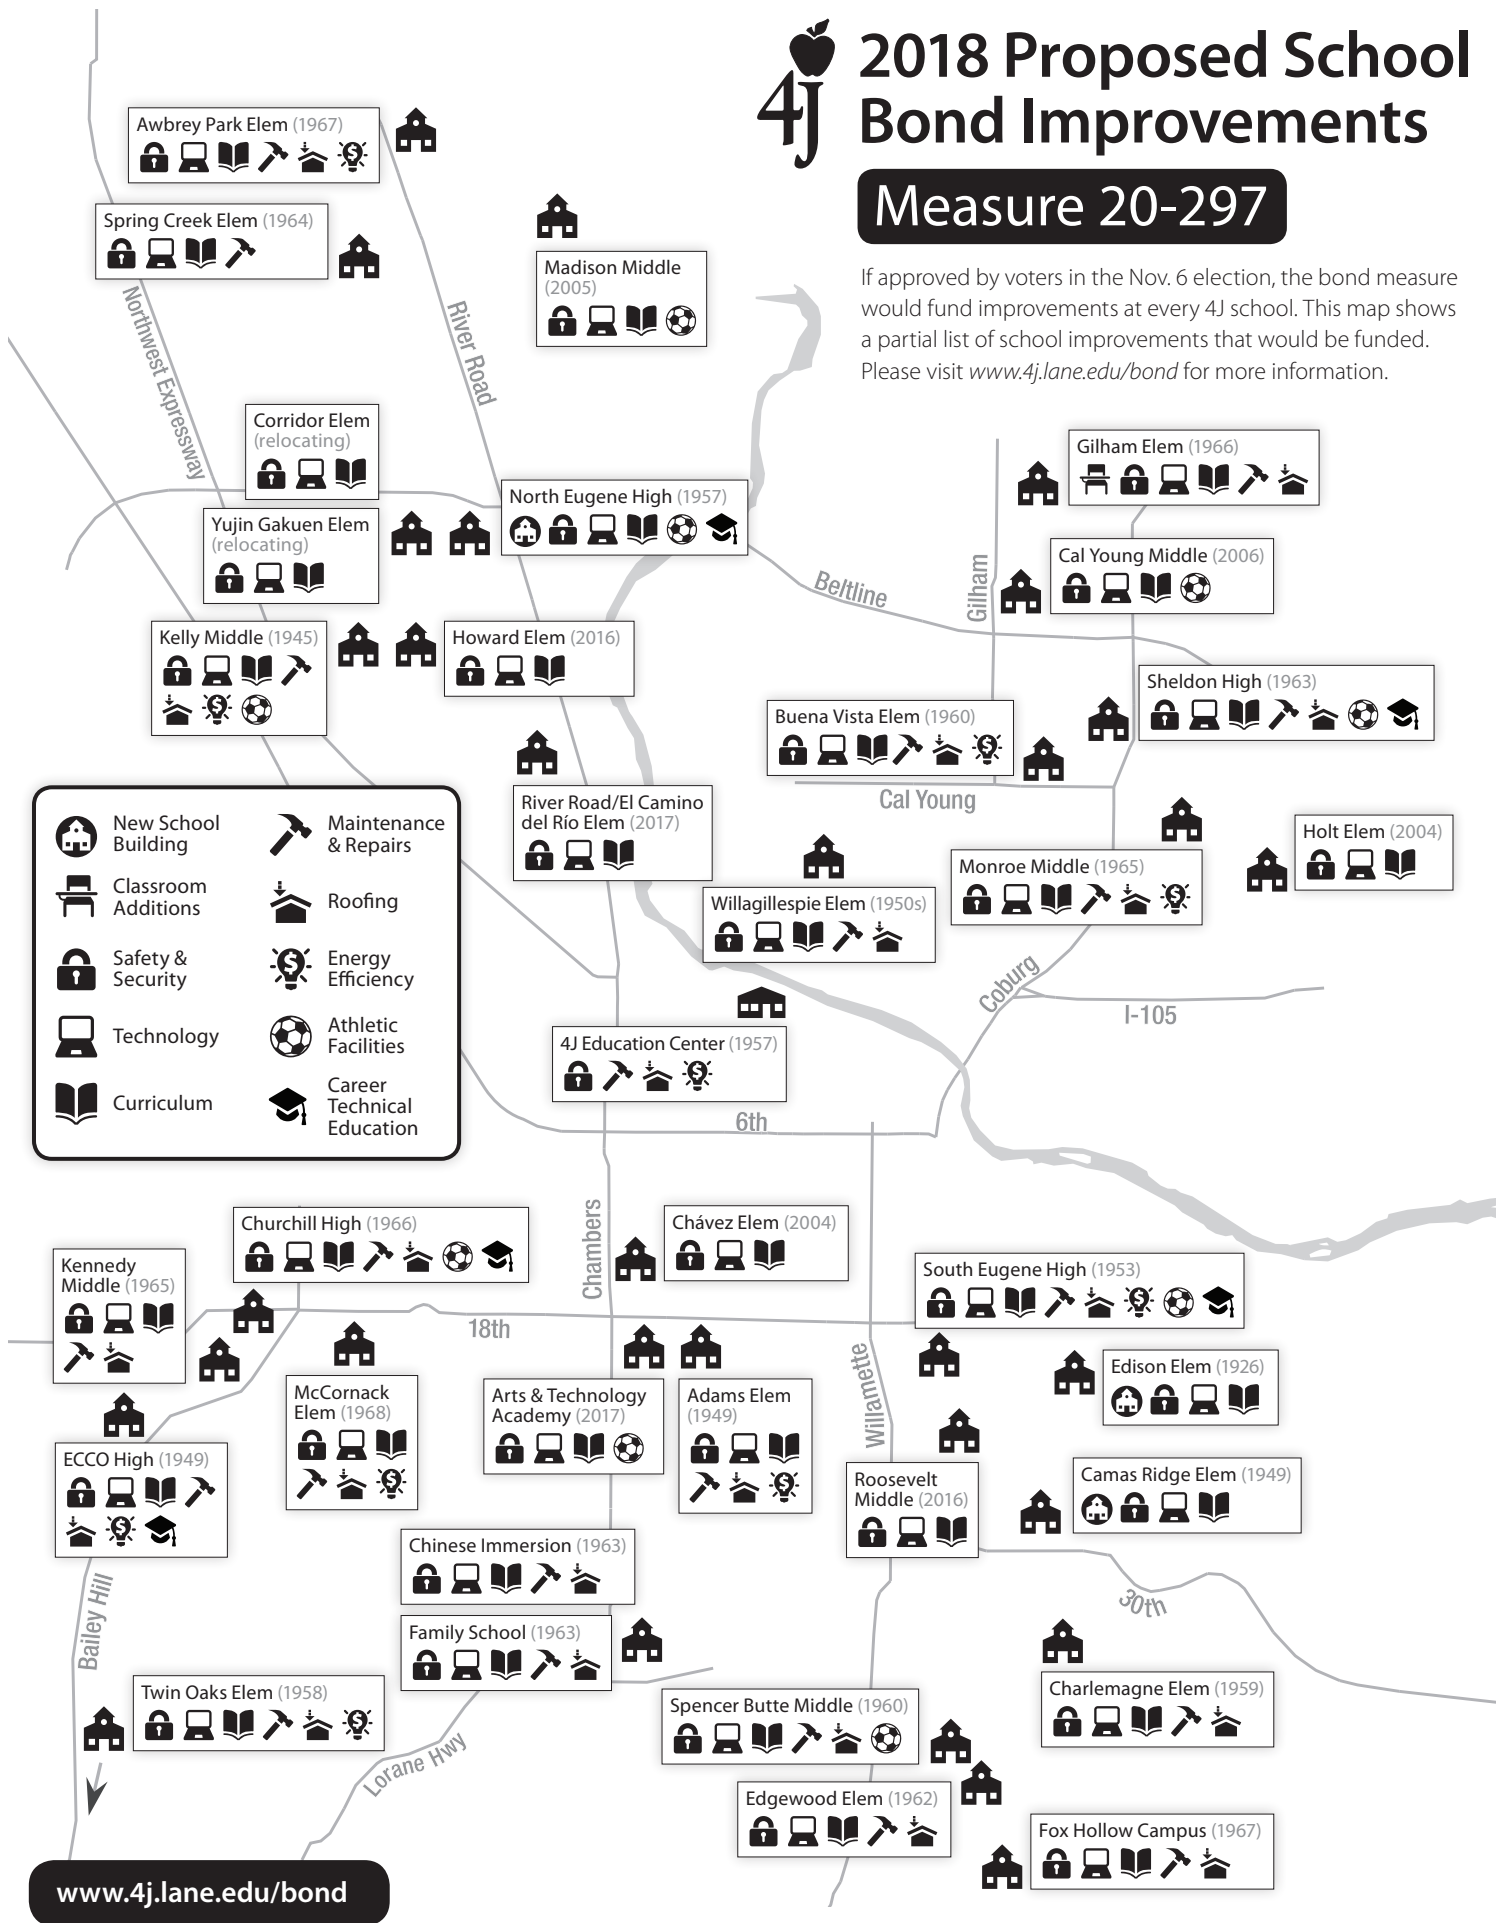 4J
2018 Proposed School
Bond Improvements
Measure 20-297
If approved by voters in the Nov. 6 election, the bond measure
would fund improvements at every 4J school. This map shows
a partial list of school improvements that would be funded.
Please visit www.4j.lane.edu/bond for more information.
Awbrey Park Elem (1967)
Spring Creek Elem (1964)
Madison Middle
(2005)
Northwest Expressway
River Road
Corridor Elem
(relocating)
Yujin Gakuen Elem
(relocating)
North Eugene High (1957)
Gilham Elem (1966)
Cal Young Middle (2006)
Beltline
Gilham
Kelly Middle (1945)
Howard Elem (2016)
Sheldon High (1963)
Buena Vista Elem (1960)
Cal Young
River Road/El Camino
del Río Elem (2017)
Holt Elem (2004)
Monroe Middle (1965)
Willagillespie Elem (1950s)
Coburg
I-105
New School
Building
Classroom
Additions
Safety &
Security
Technology
Curriculum
Maintenance
& Repairs
Roofing
Energy
Efficiency
Athletic
Facilities
Career
Technical
Education
4J Education Center (1957)
6th
Chambers
Churchill High (1966)
Chávez Elem (2004)
Kennedy
Middle (1965)
South Eugene High (1953)
18th
Willamette
Edison Elem (1926)
McCornack
Elem (1968)
Arts & Technology
Academy (2017)
Adams Elem
(1949)
ECCO High (1949)
Roosevelt
Middle (2016)
Camas Ridge Elem (1949)
Chinese Immersion (1963)
Bailey Hill
30th
Family School (1963)
Twin Oaks Elem (1958)
Lorane Hwy
Spencer Butte Middle (1960)
Charlemagne Elem (1959)
Edgewood Elem (1962)
Fox Hollow Campus (1967)
www.4j.lane.edu/bond